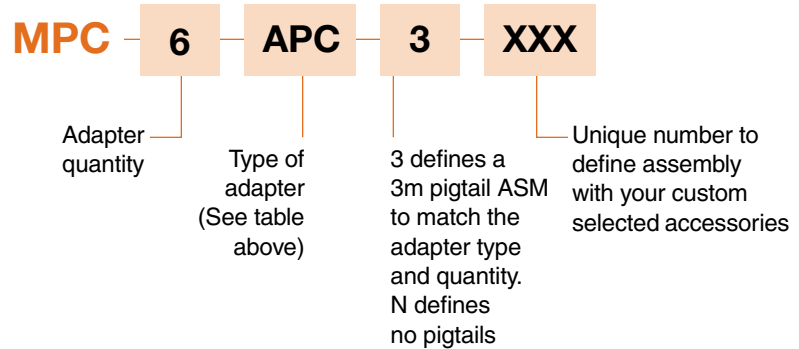 MPC 6 APC 3 XXX
Adapter
quantity
Type of
adapter
(See table
above)
3 defines a
3m pigtail ASM
to match the
adapter type
and quantity.
N defines
no pigtails
Unique number to
define assembly
with your custom
selected accessories